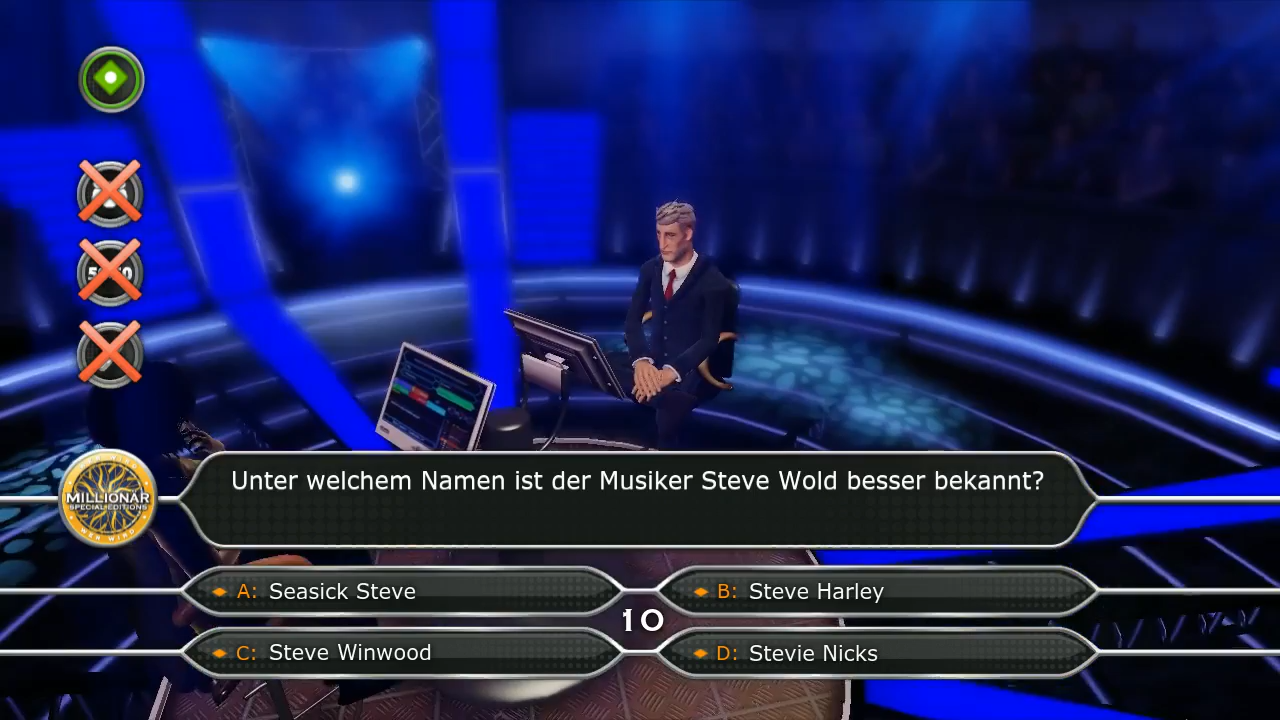 Unter welchem Namen ist der Musiker Steve Wold besser bekannt?
MILLIONÄR
SPECIAL EDITIONS
WER WIRD
A: Seasick Steve
B: Steve Harley
10
C: Steve Winwood
D: Stevie Nicks